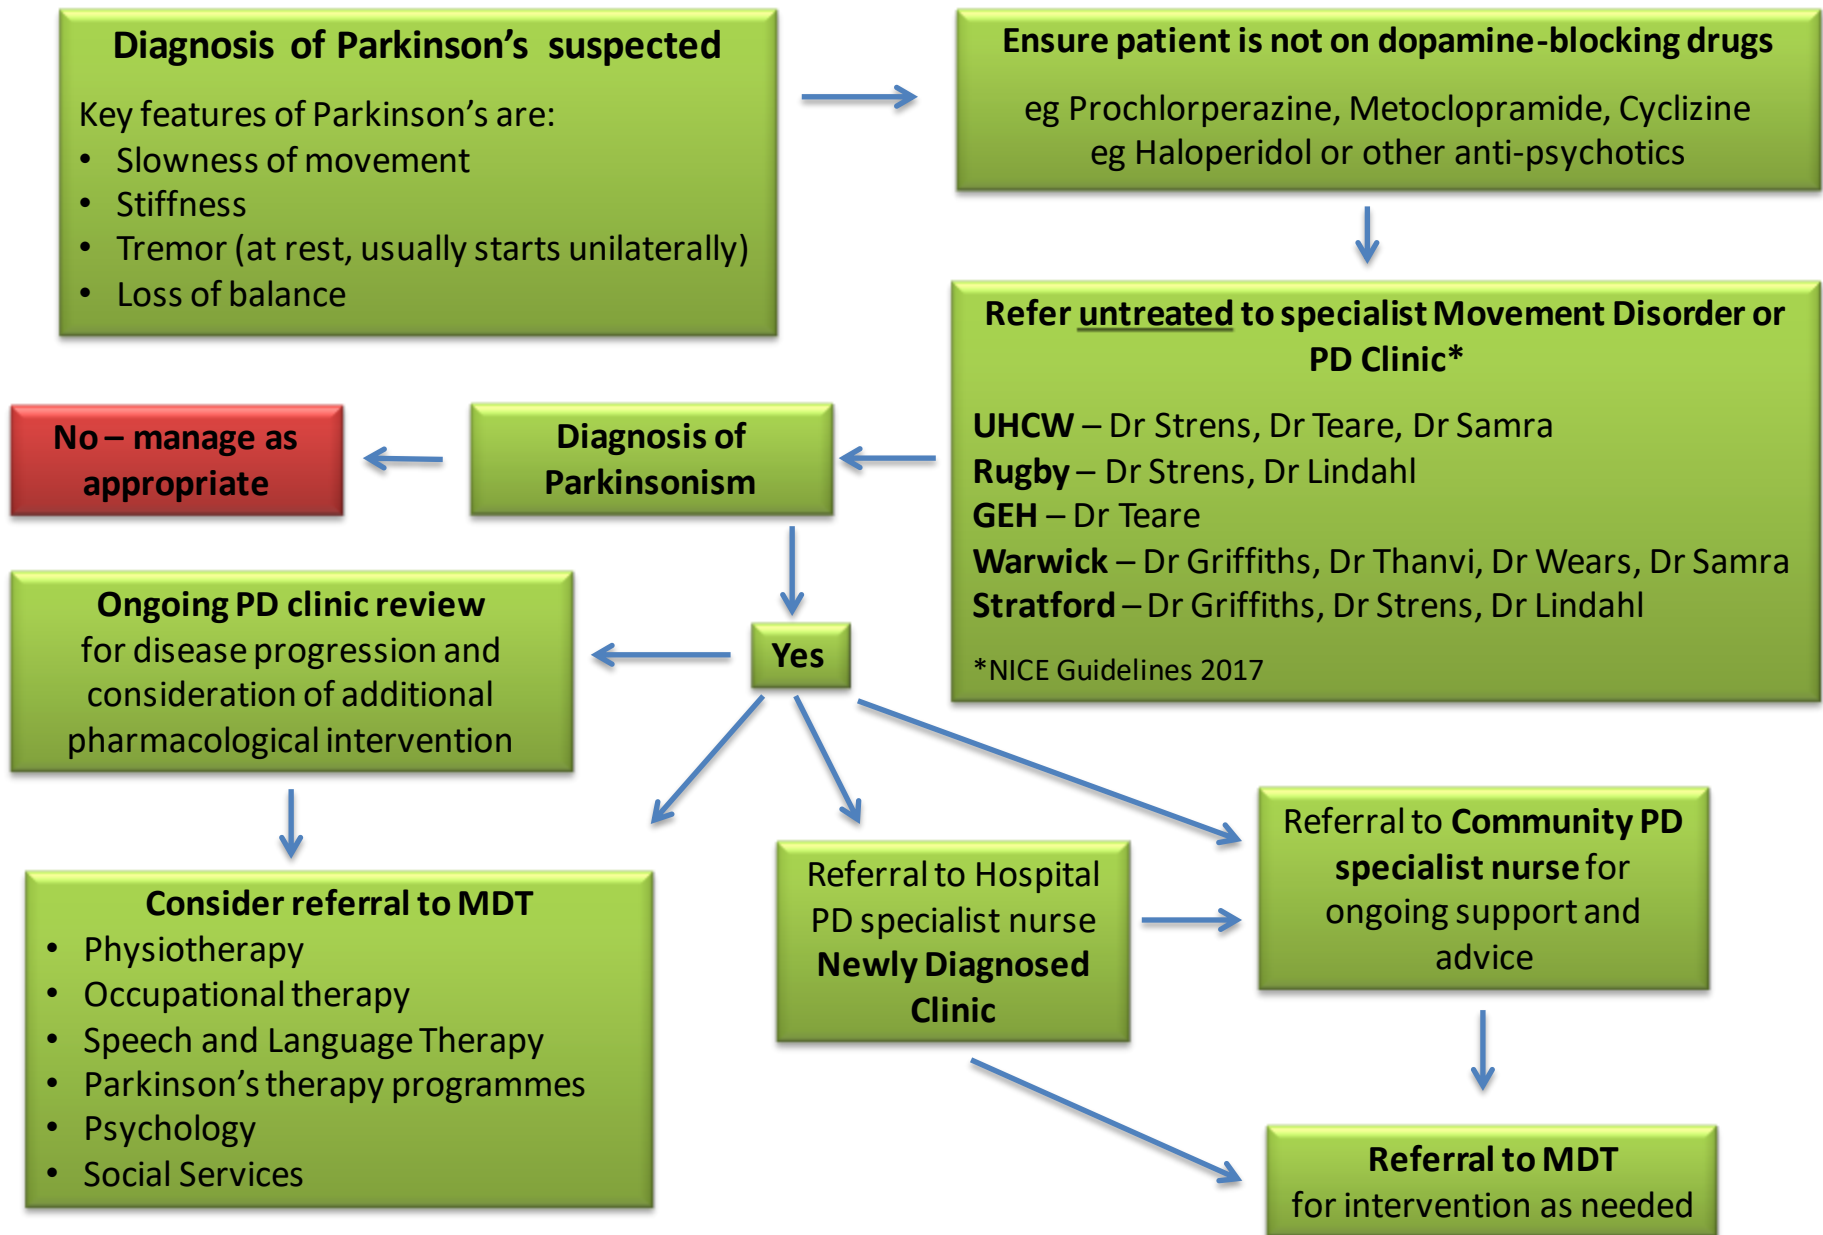 Diagnosis of Parkinson's suspected
Key features of Parkinson's are:
• Slowness of movement
• Stiffness
• Tremor (at rest, usually starts unilaterally)
• Loss of balance
Ensure patient is not on dopamine-blocking drugs
eg Prochlorperazine, Metoclopramide, Cyclizine
eg Haloperidol or other anti-psychotics
Refer untreated to specialist Movement Disorder or
PD Clinic*
UHCW – Dr Strens, Dr Teare, Dr Samra
Rugby – Dr Strens, Dr Lindahl
GEH – Dr Teare
Warwick – Dr Griffiths, Dr Thanvi, Dr Wears, Dr Samra
Stratford – Dr Griffiths, Dr Strens, Dr Lindahl
*NICE Guidelines 2017
Diagnosis of
Parkinsonism
No – manage as
appropriate
Yes
Ongoing PD clinic review
for disease progression and
consideration of additional
pharmacological intervention
Consider referral to MDT
• Physiotherapy
• Occupational therapy
• Speech and Language Therapy
• Parkinson's therapy programmes
• Psychology
• Social Services
Referral to Hospital
PD specialist nurse
Newly Diagnosed
Clinic
Referral to Community PD
specialist nurse for
ongoing support and
advice
Referral to MDT
for intervention as needed